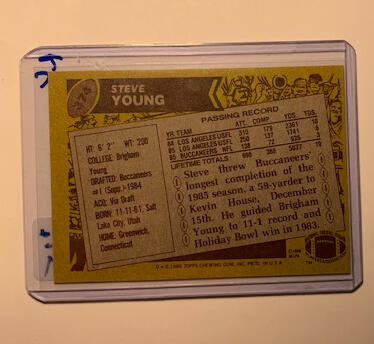 STEVE
YOUNG
PASSING RECORD
YR. TEAM ATT. COMP YDS. TDS.
84 LOS ANGELES USFL 310 179 2361 10
85 LOS ANGELES USFL 250 137 1741 6
85 BUCCANEERS NFL 138 72 935 3
LIFETIME TOTALS 698 388 5037 19
HT: 6' 2" WT: 200
COLLEGE: Brigham
Young
DRAFTED: Buccaneers
#1 (Supp.)-1984
ACQ: Via Draft
BORN: 11-11-61, Salt
Lake City, Utah
HOME: Greenwich,
Connecticut
Steve threw Buccaneers'
longest completion of the
1985 season, a 59-yarder to
Kevin House, December
15th. He guided Brigham
Young to 11-1 record and
Holiday Bowl win in 1983.
© 1986 TOPPS CHEWING GUM, INC. PRTD. IN U.S.A.
TM